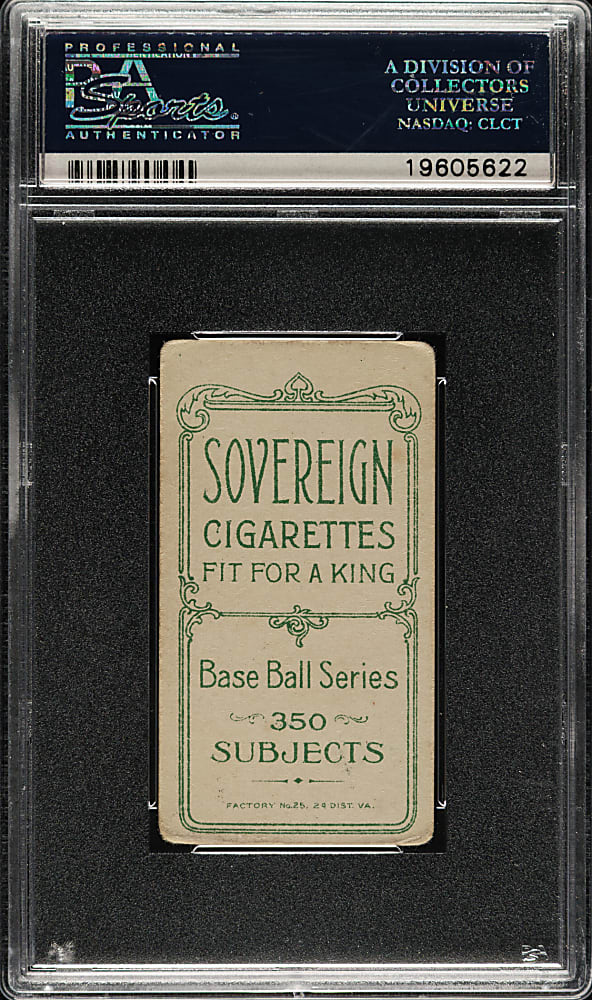 PROFESSIONAL
PSA
Sports
AUTHENTICATOR
A DIVISION OF
COLLECTORS
UNIVERSE
NASDAQ: CLCT
19605622
SOVEREIGN
CIGARETTES
FIT FOR A KING
Base Ball Series
350
SUBJECTS
FACTORY No. 25, 2d DIST. VA.